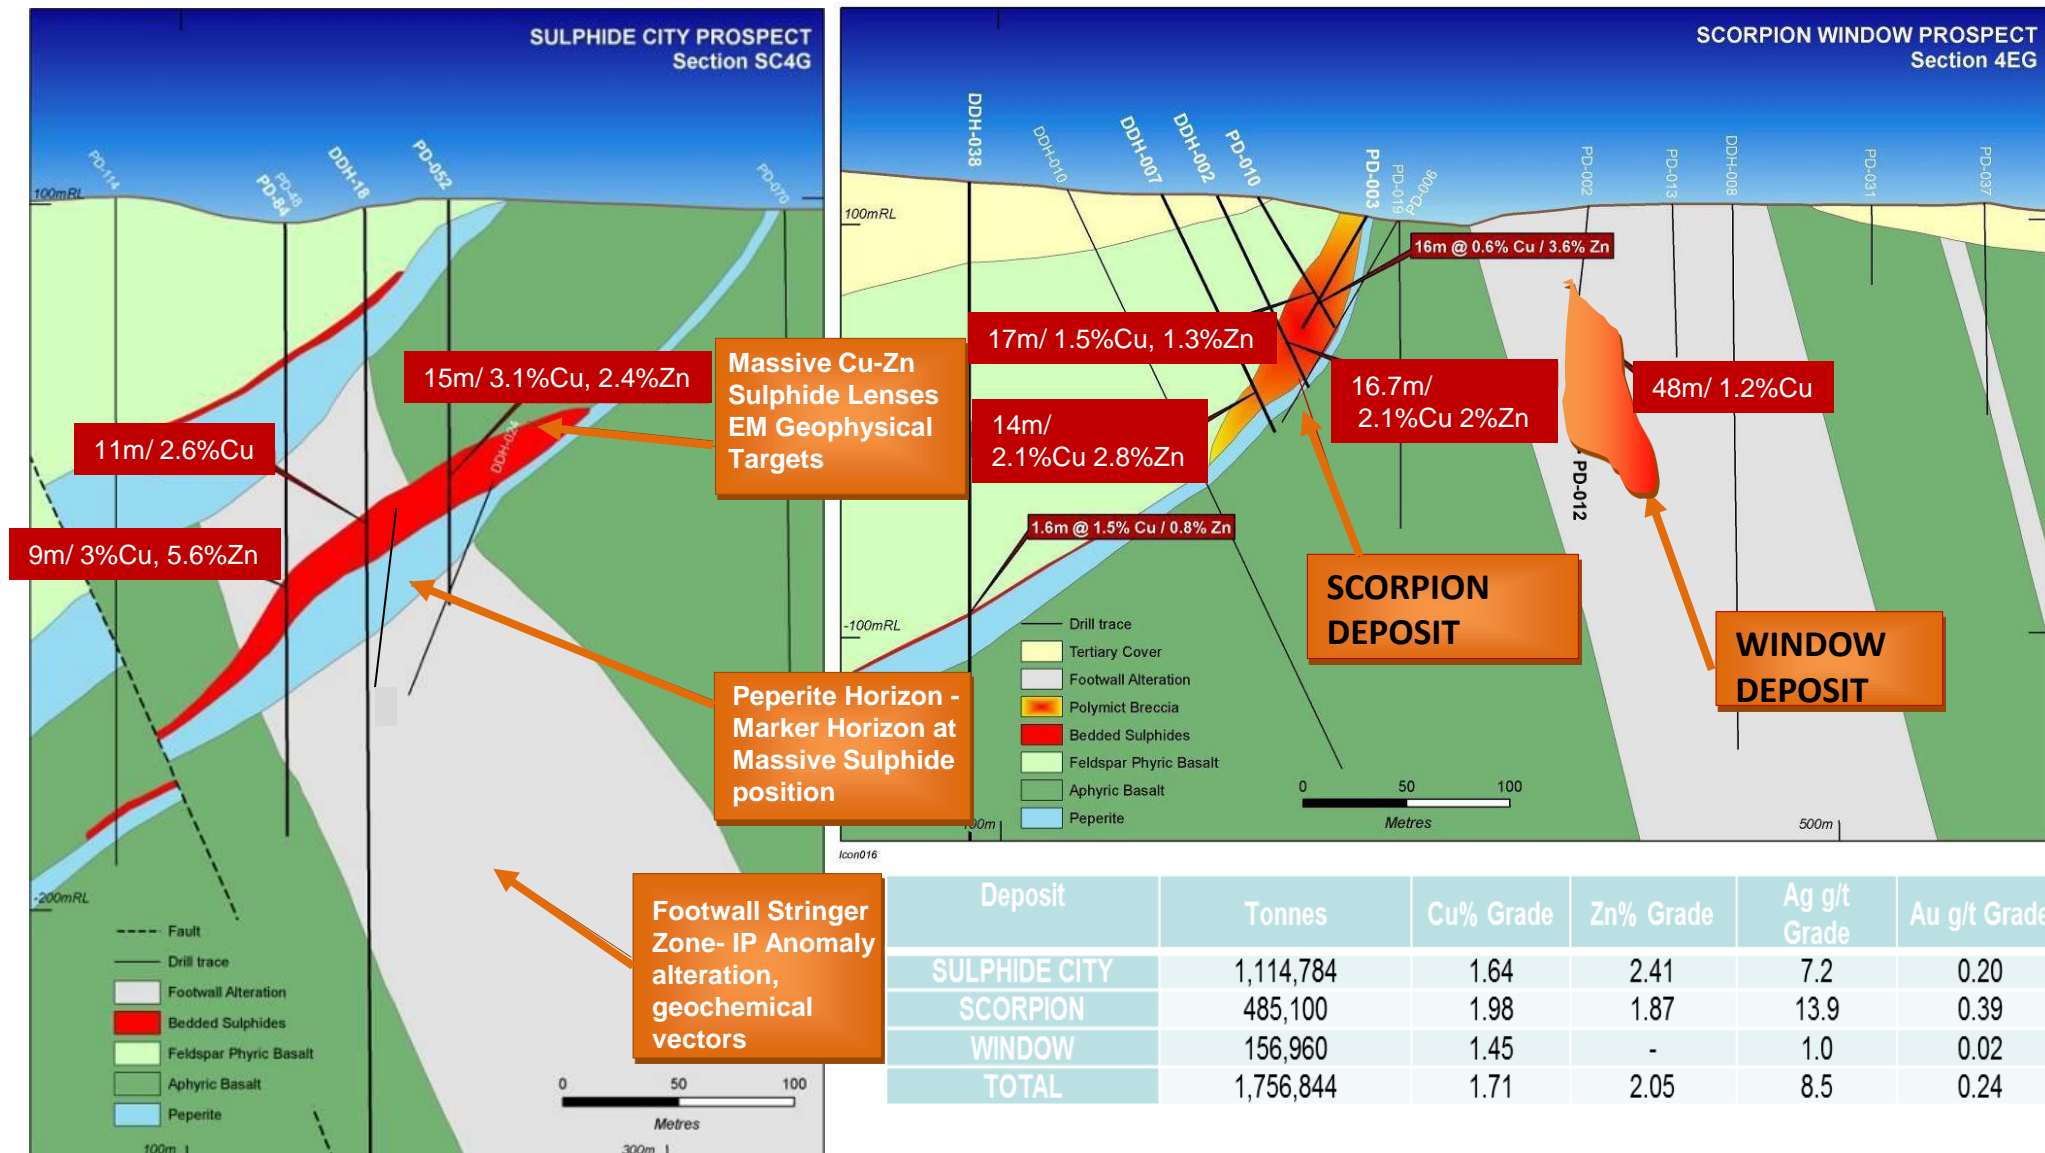 SULPHIDE CITY PROSPECT
Section SC4G
PD-114
PD-48
PD-84
DDH-18
PD-052
PD-070
100mRL
15m/ 3.1%Cu, 2.4%Zn
11m/ 2.6%Cu
9m/ 3%Cu, 5.6%Zn
DDH-024
Massive Cu-Zn
Sulphide Lenses
EM Geophysical
Targets
Peperite Horizon -
Marker Horizon at
Massive Sulphide
position
Footwall Stringer
Zone- IP Anomaly
alteration,
geochemical
vectors
-200mRL
Fault
Drill trace
Footwall Alteration
Bedded Sulphides
Feldspar Phyric Basalt
Aphyric Basalt
Peperite
0 50 100
Metres
100m
300m
SCORPION WINDOW PROSPECT
Section 4EG
DDH-038
DDH-010
DDH-007
DDH-002
PD-010
PD-003
PD-019
PD-006
PD-002
PD-013
DDH-008
PD-031
PD-037
100mRL
16m @ 0.6% Cu / 3.6% Zn
17m/ 1.5%Cu, 1.3%Zn
16.7m/
2.1%Cu 2%Zn
48m/ 1.2%Cu
14m/
2.1%Cu 2.8%Zn
PD-012
1.6m @ 1.5% Cu / 0.8% Zn
SCORPION
DEPOSIT
WINDOW
DEPOSIT
-100mRL
Drill trace
Tertiary Cover
Footwall Alteration
Polymict Breccia
Bedded Sulphides
Feldspar Phyric Basalt
Aphyric Basalt
Peperite
0 50 100
Metres
500m
Icon016
Deposit Tonnes Cu% Grade Zn% Grade Ag g/t Grade Au g/t Grade
SULPHIDE CITY 1,114,784 1.64 2.41 7.2 0.20
SCORPION 485,100 1.98 1.87 13.9 0.39
WINDOW 156,960 1.45 - 1.0 0.02
TOTAL 1,756,844 1.71 2.05 8.5 0.24